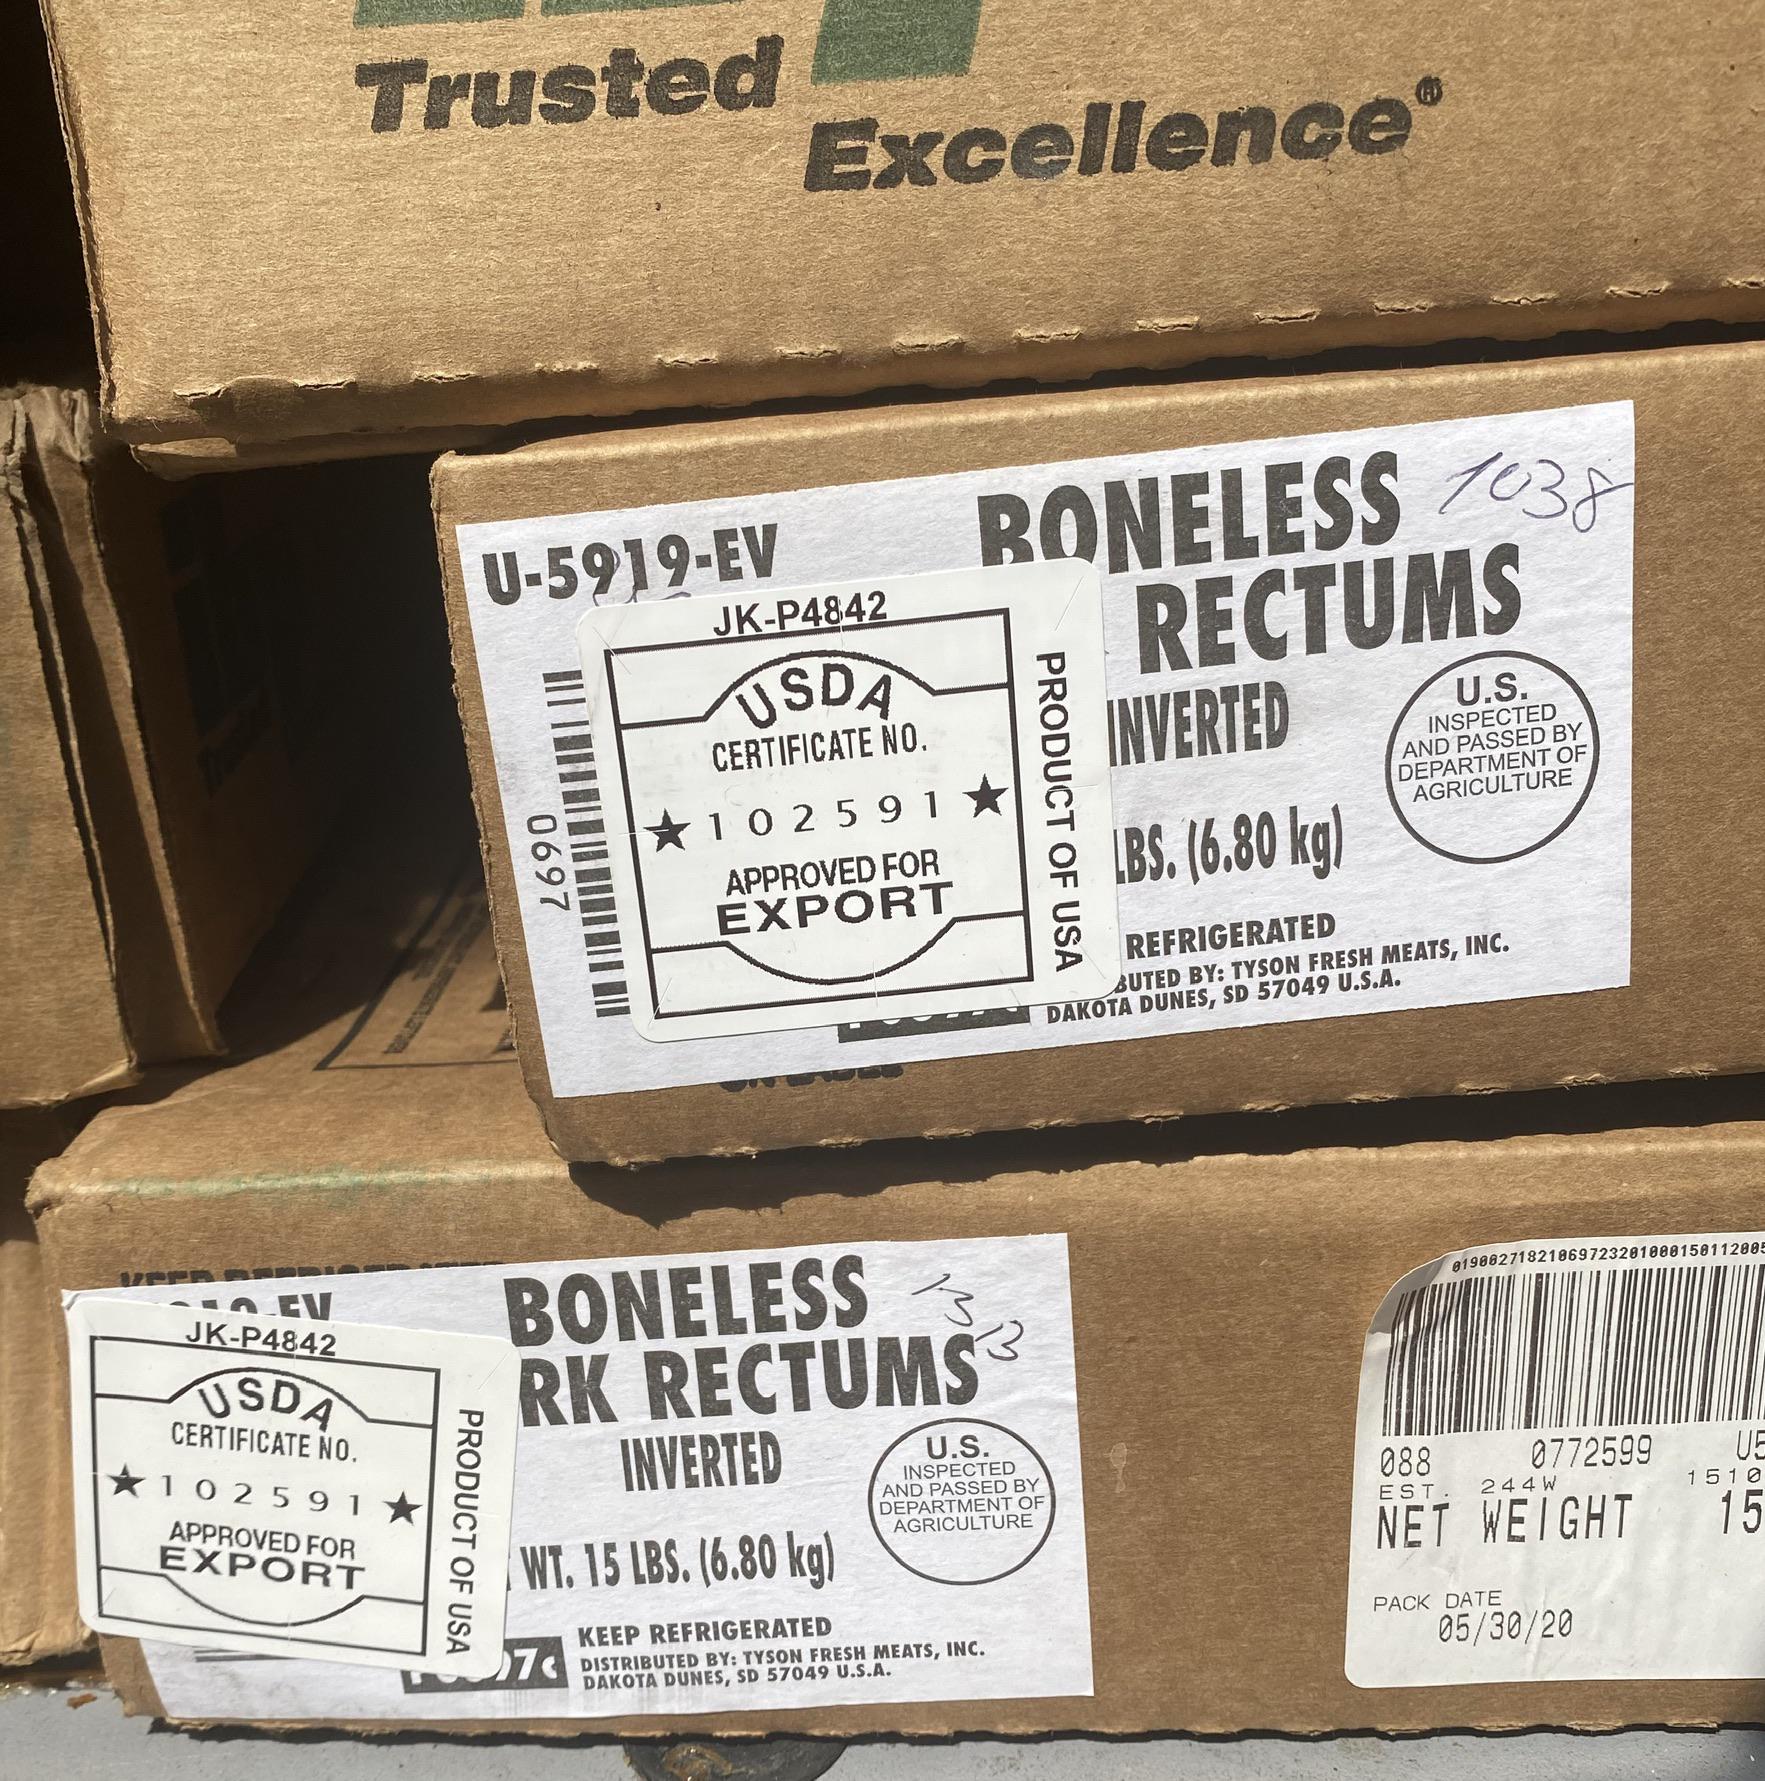 Trusted
Excellence®
U-5919-EV
BONELESS
1038
RECTUMS
INVERTED
LBS. (6.80 kg)
U.S.
INSPECTED
AND PASSED BY
DEPARTMENT OF
AGRICULTURE
REFRIGERATED
BUTED BY: TYSON FRESH MEATS, INC.
DAKOTA DUNES, SD 57049 U.S.A.
0697
JK-P4842
USDA
CERTIFICATE NO.
★ 102591 ★
APPROVED FOR
EXPORT
PRODUCT OF USA
KEEP REFRIGERATED
BONELESS
RK RECTUMS
INVERTED
WT. 15 LBS. (6.80 kg)
U.S.
INSPECTED
AND PASSED BY
DEPARTMENT OF
AGRICULTURE
KEEP REFRIGERATED
DISTRIBUTED BY: TYSON FRESH MEATS, INC.
DAKOTA DUNES, SD 57049 U.S.A.
JK-P4842
USDA
CERTIFICATE NO.
★ 102591 ★
APPROVED FOR
EXPORT
PRODUCT OF USA
01900271821069723201000150112005
088 0772599 U5
EST. 244W 1510
NET WEIGHT 15
PACK DATE
05/30/20